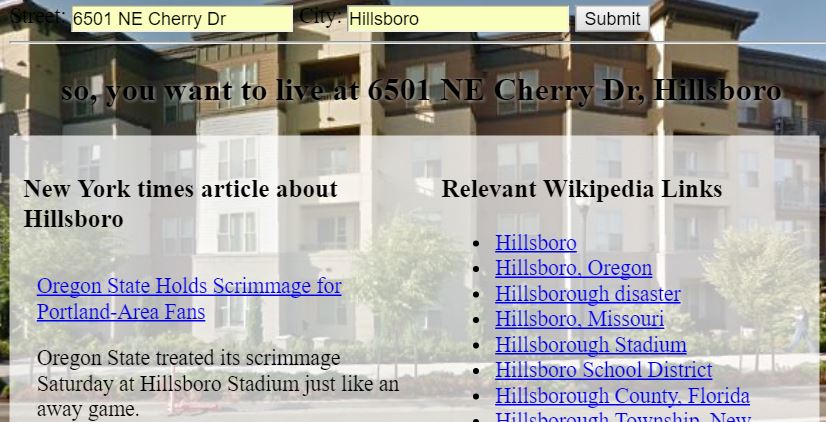 Street: 6501 NE Cherry Dr City: Hillsboro Submit
so, you want to live at 6501 NE Cherry Dr, Hillsboro
New York times article about
Hillsboro
Oregon State Holds Scrimmage for
Portland-Area Fans
Oregon State treated its scrimmage
Saturday at Hillsboro Stadium just like an
away game.
Relevant Wikipedia Links
Hillsboro
Hillsboro, Oregon
Hillsborough disaster
Hillsboro, Missouri
Hillsborough Stadium
Hillsboro School District
Hillsborough County, Florida
Hillsborough Township, New